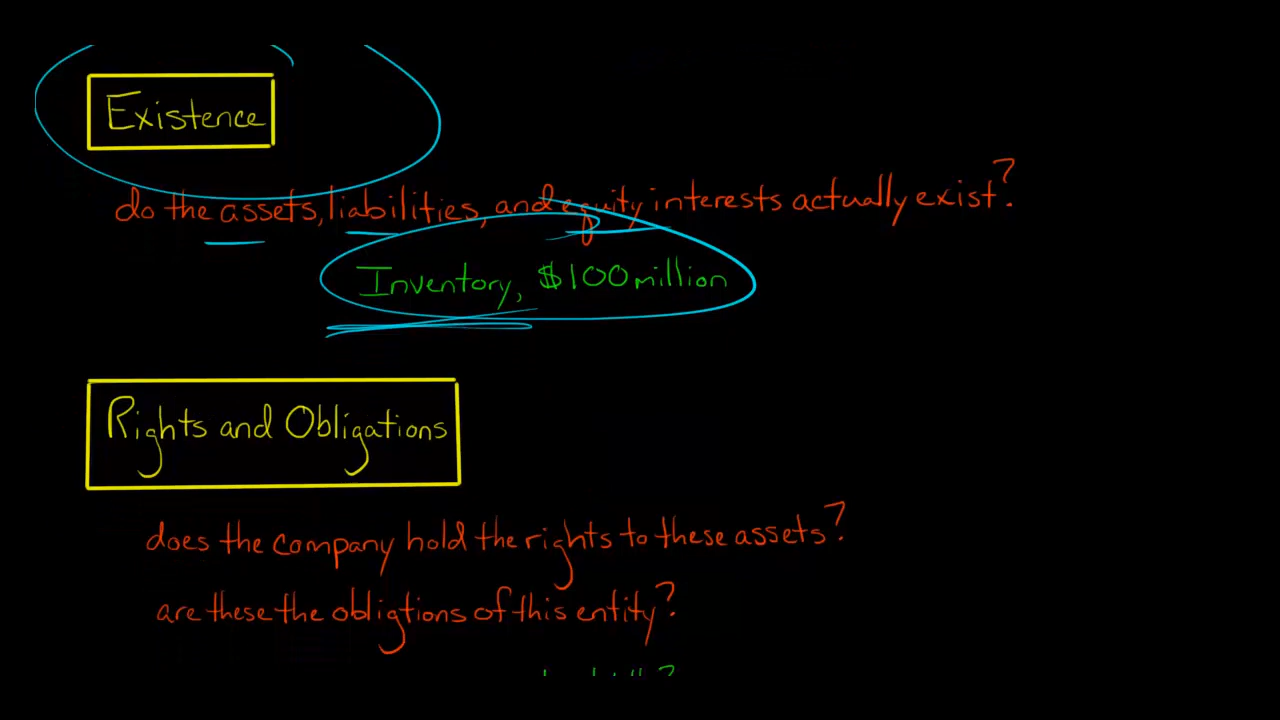 Existence
do the assets, liabilities, and equity interests actually exist?
Inventory, $100 million
Rights and Obligations
does the company hold the rights to these assets?
are these the obligtions of this entity?